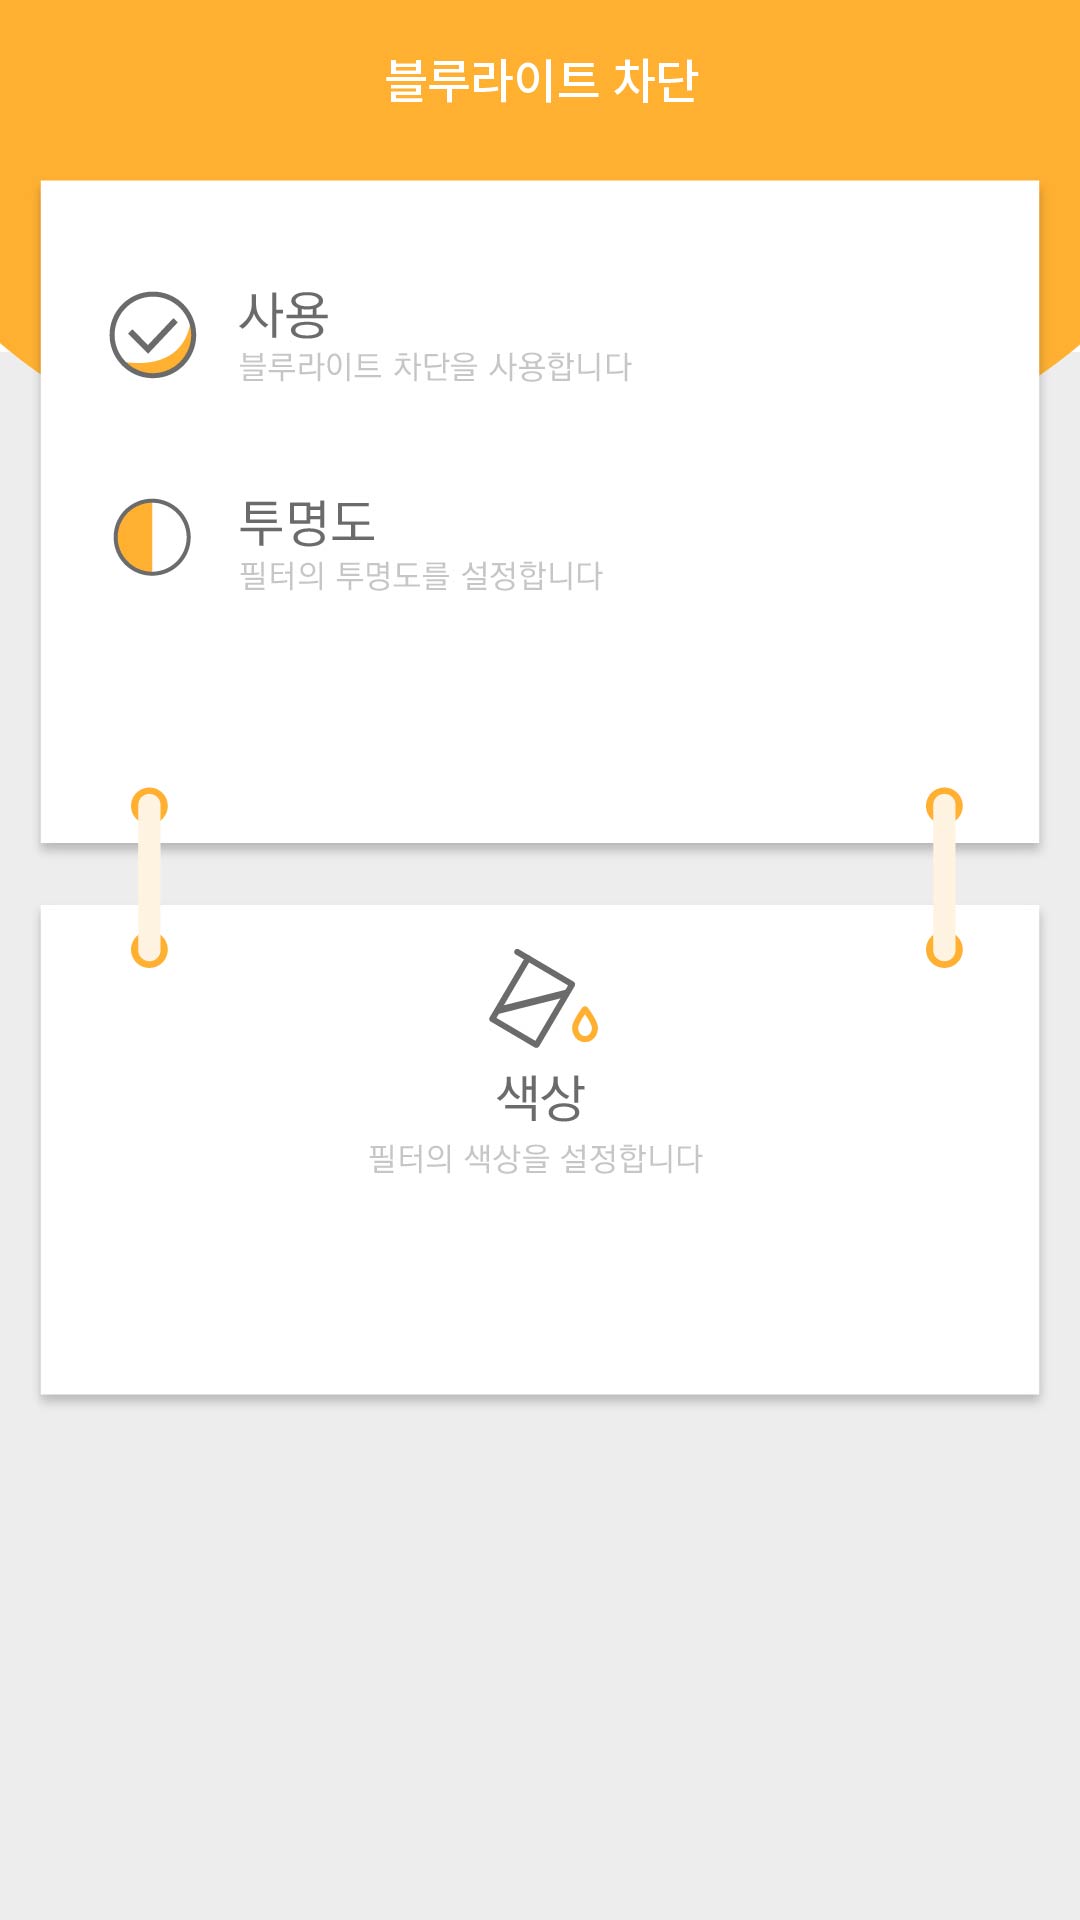 블루라이트 차단
사용
블루라이트 차단을 사용합니다
투명도
필터의 투명도를 설정합니다
색상
필터의 색상을 설정합니다